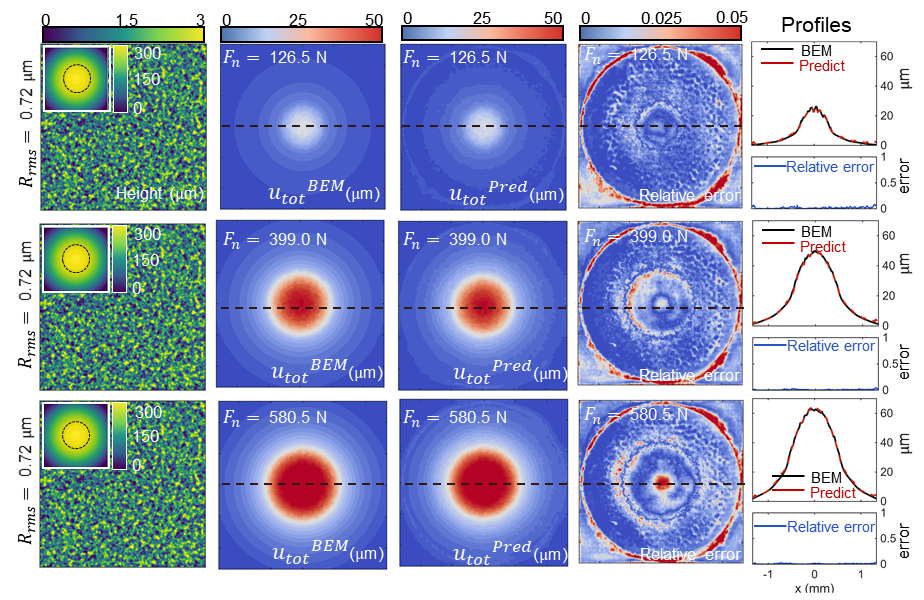 0 1.5 3
0 25 50
0 25 50
0 0.025 0.05
Profiles
R_rms = 0.72 μm
300
150
0
Height (μm)
F_n = 126.5 N
u_tot^BEM(μm)
F_n = 126.5 N
u_tot^Pred(μm)
F_n = 126.5 N
Relative error
BEM
Predict
60
40
20
0
μm
Relative error
1
0.5
0
error
R_rms = 0.72 μm
300
150
0
F_n = 399.0 N
u_tot^BEM(μm)
F_n = 399.0 N
u_tot^Pred(μm)
F_n = 399.0 N
Relative error
BEM
Predict
60
40
20
0
μm
Relative error
1
0.5
0
error
R_rms = 0.72 μm
300
150
0
F_n = 580.5 N
u_tot^BEM(μm)
F_n = 580.5 N
u_tot^Pred(μm)
F_n = 580.5 N
Relative error
BEM
Predict
60
40
20
0
μm
Relative error
1
0.5
0
error
-1 0 1
x (mm)